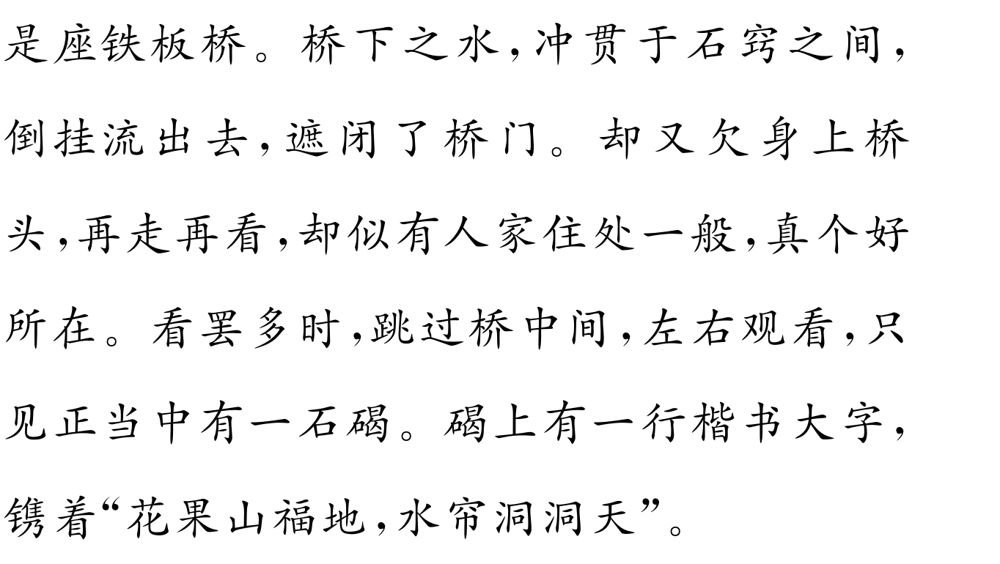 是座铁板桥。桥下之水，冲贯于石窍之间，
倒挂流出去，遮闭了桥门。却又欠身上桥
头，再走再看，却似有人家住处一般，真个好
所在。看罢多时，跳过桥中间，左右观看，只
见正当中有一石碣。碣上有一行楷书大字，
镌着“花果山福地，水帘洞洞天”。